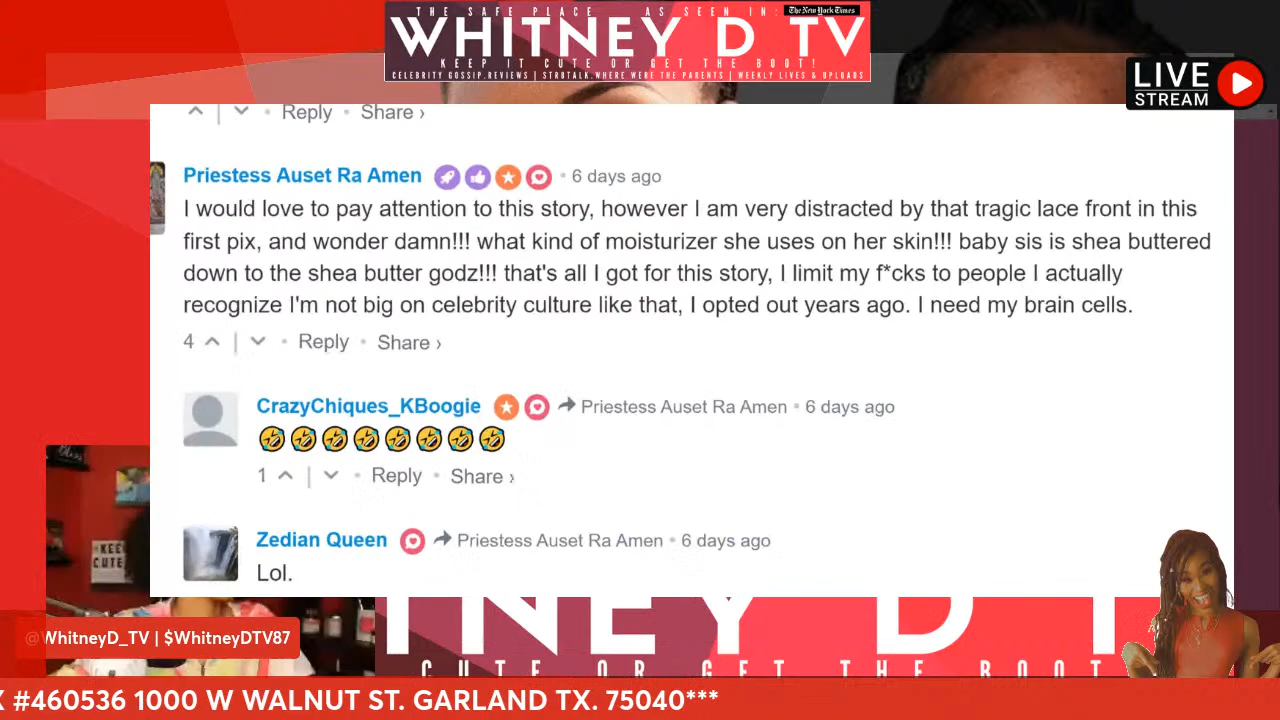 THE SAFE PLACE AS SEEN IN: The New York Times
WHITNEY D TV
KEEP IT CUTE OR GET THE BOOT!
CELEBRITY GOSSIP.REVIEWS | STR8TALK.WHERE WERE THE PARENTS | WEEKLY LIVES & UPLOADS
LIVE
STREAM
Reply • Share ›
Priestess Auset Ra Amen • 6 days ago
I would love to pay attention to this story, however I am very distracted by that tragic lace front in this
first pix, and wonder damn!!! what kind of moisturizer she uses on her skin!!! baby sis is shea buttered
down to the shea butter godz!!! that's all I got for this story, I limit my f*cks to people I actually
recognize I'm not big on celebrity culture like that, I opted out years ago. I need my brain cells.
4 • Reply • Share ›
CrazyChiques_KBoogie Priestess Auset Ra Amen • 6 days ago
🤣🤣🤣🤣🤣🤣🤣🤣
1 • Reply • Share ›
Zedian Queen Priestess Auset Ra Amen • 6 days ago
Lol.
KEE
CUTE
TNEY D T
CUTE OR GET THE BOOT
@WhitneyD_TV | $WhitneyDTV87
X #460536 1000 W WALNUT ST. GARLAND TX. 75040***